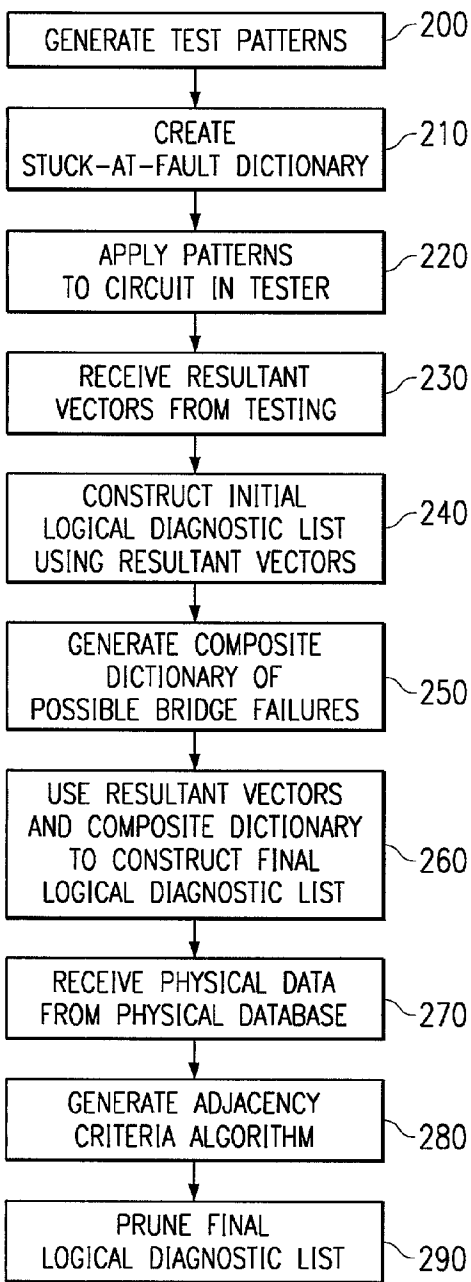 GENERATE TEST PATTERNS
200
CREATE
STUCK-AT-FAULT DICTIONARY
210
APPLY PATTERNS
TO CIRCUIT IN TESTER
220
RECEIVE RESULTANT
VECTORS FROM TESTING
230
CONSTRUCT INITIAL
LOGICAL DIAGNOSTIC LIST
USING RESULTANT VECTORS
240
GENERATE COMPOSITE
DICTIONARY OF
POSSIBLE BRIDGE FAILURES
250
USE RESULTANT VECTORS
AND COMPOSITE DICTIONARY
TO CONSTRUCT FINAL
LOGICAL DIAGNOSTIC LIST
260
RECEIVE PHYSICAL DATA
FROM PHYSICAL DATABASE
270
GENERATE ADJACENCY
CRITERIA ALGORITHM
280
PRUNE FINAL
LOGICAL DIAGNOSTIC LIST
290